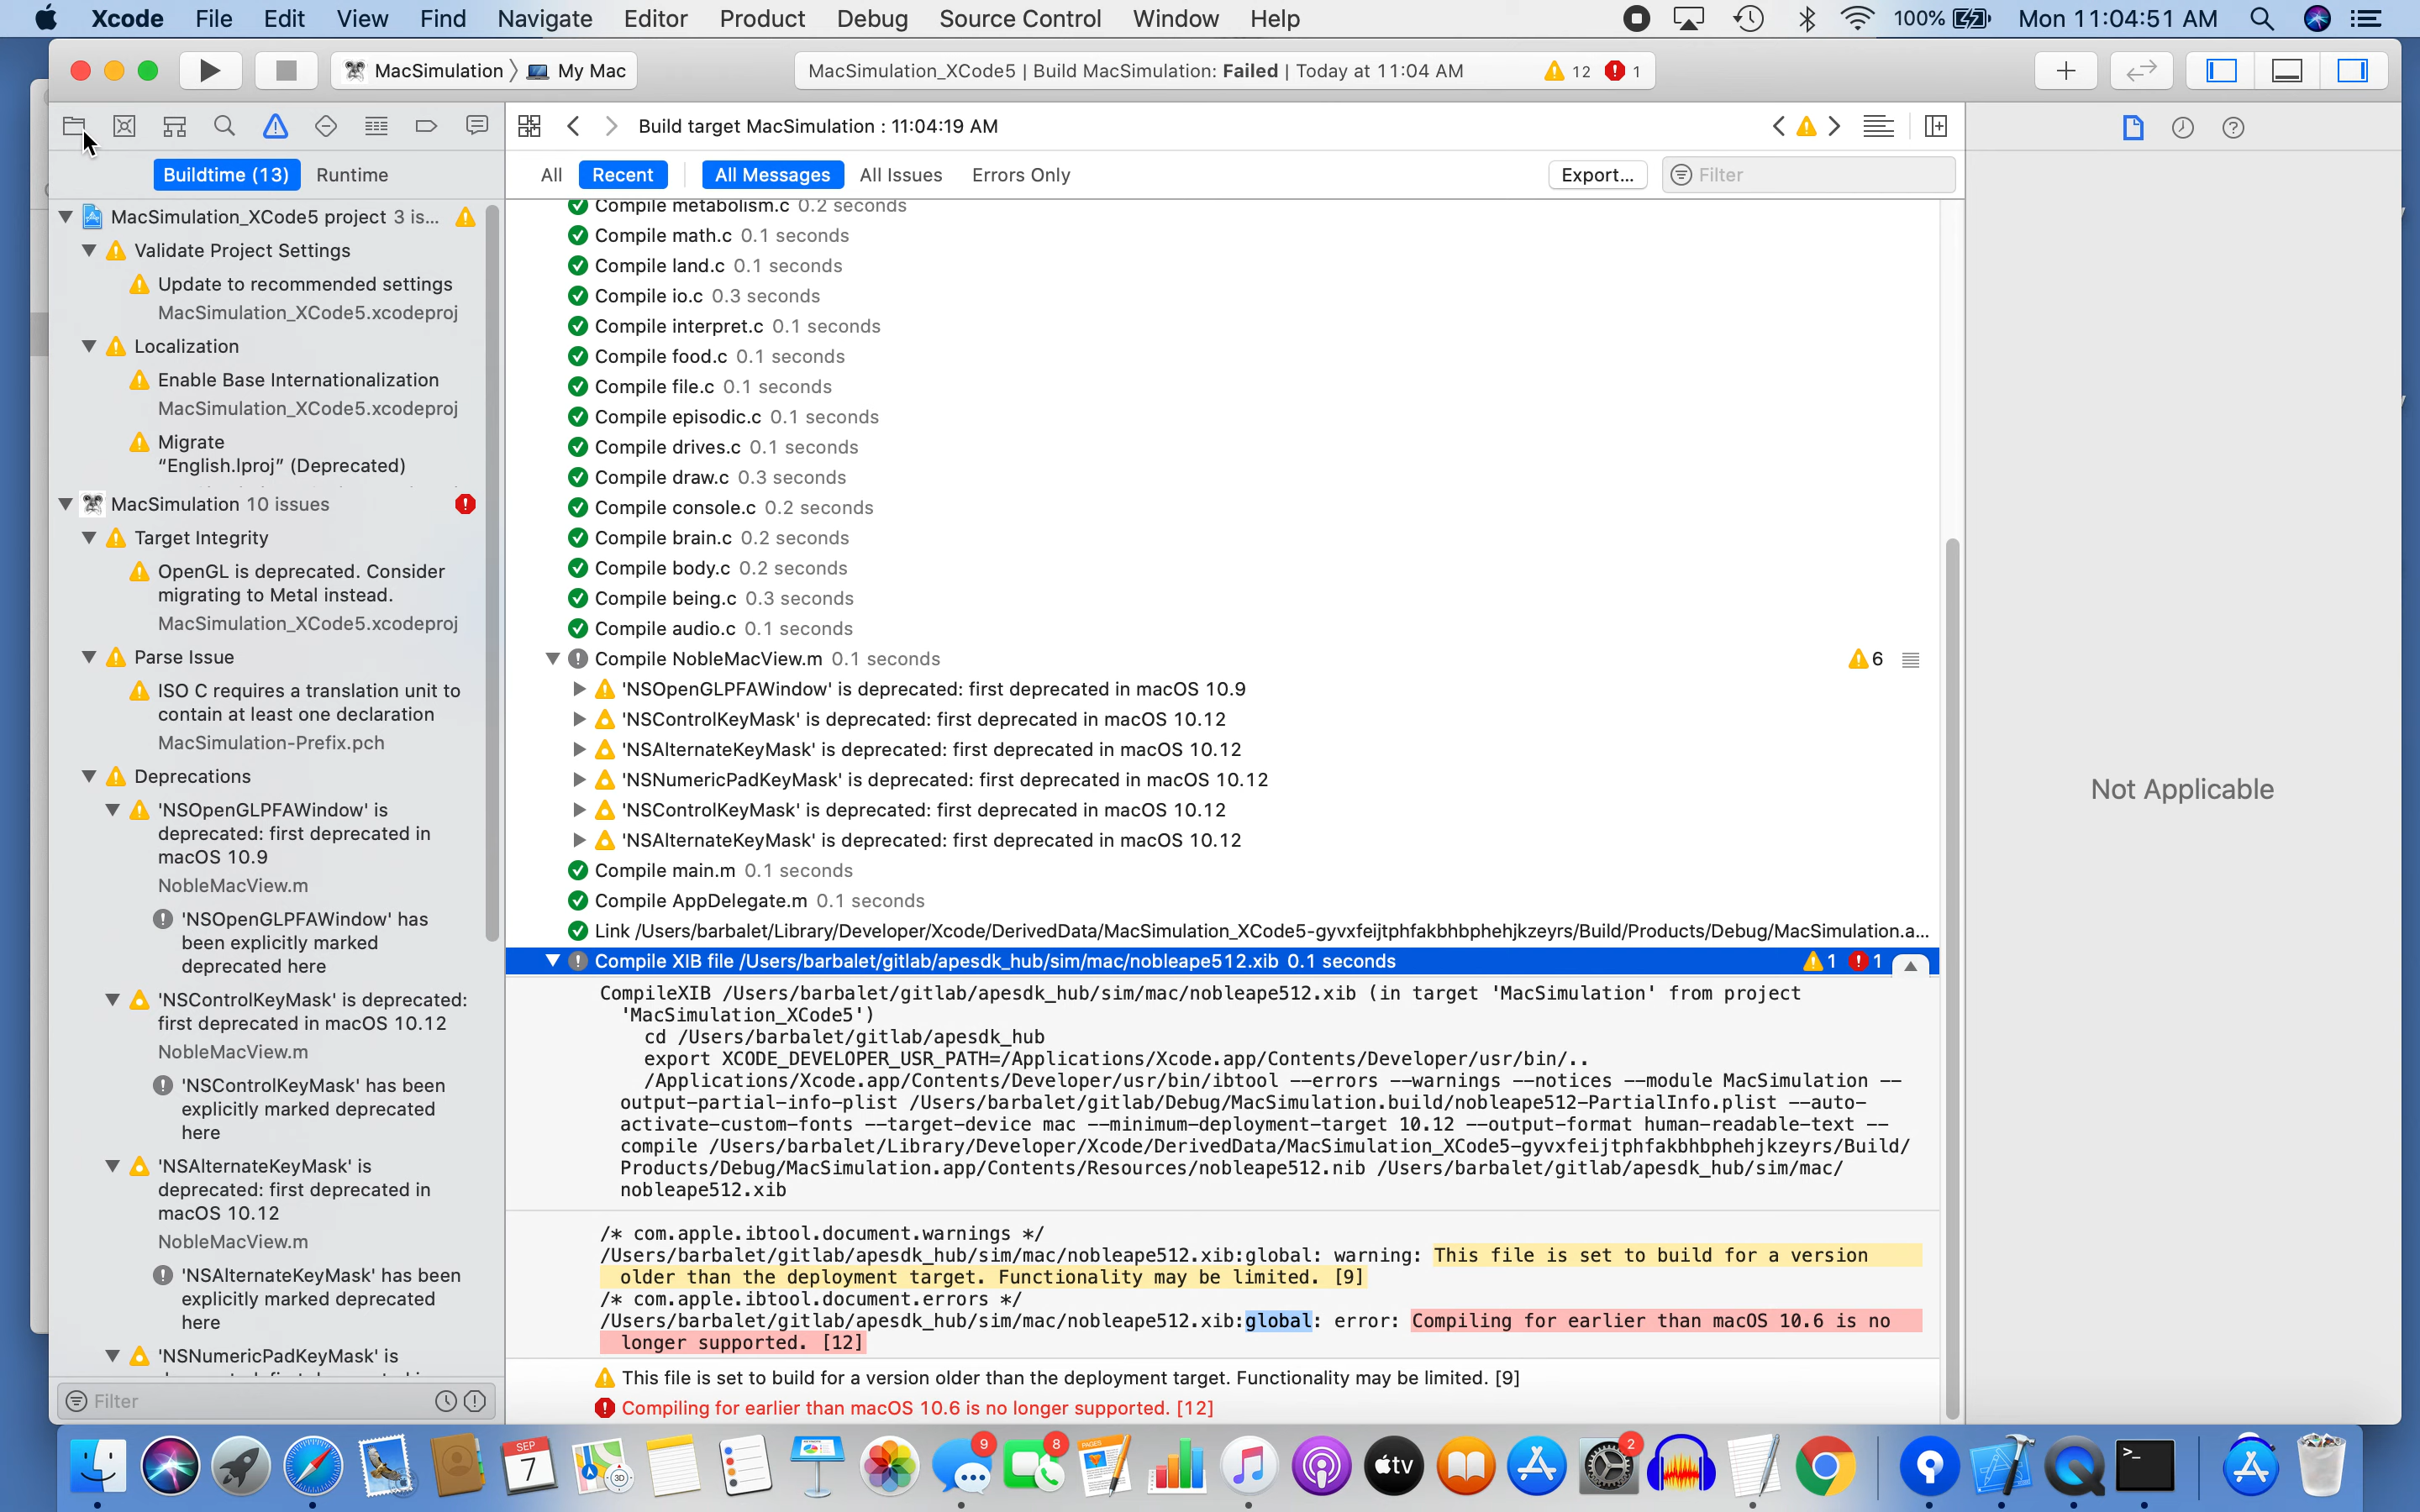 Xcode File Edit View Find Navigate Editor Product Debug Source Control Window Help 100% Mon 11:04:51 AM
MacSimulation My Mac MacSimulation_XCode5 | Build MacSimulation: Failed | Today at 11:04 AM 12 1
Build target MacSimulation : 11:04:19 AM
Buildtime (13) Runtime
All Recent All Messages All Issues Errors Only Export... Filter
MacSimulation_XCode5 project 3 is...
Validate Project Settings
Update to recommended settings
MacSimulation_XCode5.xcodeproj
Localization
Enable Base Internationalization
MacSimulation_XCode5.xcodeproj
Migrate
“English.lproj” (Deprecated)
MacSimulation 10 issues
Target Integrity
OpenGL is deprecated. Consider
migrating to Metal instead.
MacSimulation_XCode5.xcodeproj
Parse Issue
ISO C requires a translation unit to
contain at least one declaration
MacSimulation-Prefix.pch
Deprecations
'NSOpenGLPFAWindow' is
deprecated: first deprecated in
macOS 10.9
NobleMacView.m
'NSOpenGLPFAWindow' has
been explicitly marked
deprecated here
'NSControlKeyMask' is deprecated:
first deprecated in macOS 10.12
NobleMacView.m
'NSControlKeyMask' has been
explicitly marked deprecated
here
'NSAlternateKeyMask' is
deprecated: first deprecated in
macOS 10.12
NobleMacView.m
'NSAlternateKeyMask' has been
explicitly marked deprecated
here
'NSNumericPadKeyMask' is
Filter
Compile metabolism.c 0.2 seconds
Compile math.c 0.1 seconds
Compile land.c 0.1 seconds
Compile io.c 0.3 seconds
Compile interpret.c 0.1 seconds
Compile food.c 0.1 seconds
Compile file.c 0.1 seconds
Compile episodic.c 0.1 seconds
Compile drives.c 0.1 seconds
Compile draw.c 0.3 seconds
Compile console.c 0.2 seconds
Compile brain.c 0.2 seconds
Compile body.c 0.2 seconds
Compile being.c 0.3 seconds
Compile audio.c 0.1 seconds
Compile NobleMacView.m 0.1 seconds 6
'NSOpenGLPFAWindow' is deprecated: first deprecated in macOS 10.9
'NSControlKeyMask' is deprecated: first deprecated in macOS 10.12
'NSAlternateKeyMask' is deprecated: first deprecated in macOS 10.12
'NSNumericPadKeyMask' is deprecated: first deprecated in macOS 10.12
'NSControlKeyMask' is deprecated: first deprecated in macOS 10.12
'NSAlternateKeyMask' is deprecated: first deprecated in macOS 10.12
Compile main.m 0.1 seconds
Compile AppDelegate.m 0.1 seconds
Link /Users/barbalet/Library/Developer/Xcode/DerivedData/MacSimulation_XCode5-gyvxfeijtphfakbhbphehjkzeyrs/Build/Products/Debug/MacSimulation.a...
Compile XIB file /Users/barbalet/gitlab/apesdk_hub/sim/mac/nobleape512.xib 0.1 seconds 1 1
CompileXIB /Users/barbalet/gitlab/apesdk_hub/sim/mac/nobleape512.xib (in target 'MacSimulation' from project
'MacSimulation_XCode5')
cd /Users/barbalet/gitlab/apesdk_hub
export XCODE_DEVELOPER_USR_PATH=/Applications/Xcode.app/Contents/Developer/usr/bin/..
/Applications/Xcode.app/Contents/Developer/usr/bin/ibtool --errors --warnings --notices --module MacSimulation --
output-partial-info-plist /Users/barbalet/gitlab/Debug/MacSimulation.build/nobleape512-PartialInfo.plist --auto-
activate-custom-fonts --target-device mac --minimum-deployment-target 10.12 --output-format human-readable-text --
compile /Users/barbalet/Library/Developer/Xcode/DerivedData/MacSimulation_XCode5-gyvxfeijtphfakbhbphehjkzeyrs/Build/
Products/Debug/MacSimulation.app/Contents/Resources/nobleape512.nib /Users/barbalet/gitlab/apesdk_hub/sim/mac/
nobleape512.xib
/* com.apple.ibtool.document.warnings */
/Users/barbalet/gitlab/apesdk_hub/sim/mac/nobleape512.xib:global: warning: This file is set to build for a version
older than the deployment target. Functionality may be limited. [9]
/* com.apple.ibtool.document.errors */
/Users/barbalet/gitlab/apesdk_hub/sim/mac/nobleape512.xib:global: error: Compiling for earlier than macOS 10.6 is no
longer supported. [12]
This file is set to build for a version older than the deployment target. Functionality may be limited. [9]
Compiling for earlier than macOS 10.6 is no longer supported. [12]
Not Applicable
SEP
7
3D
9
8
PAGES
tv
2
>_